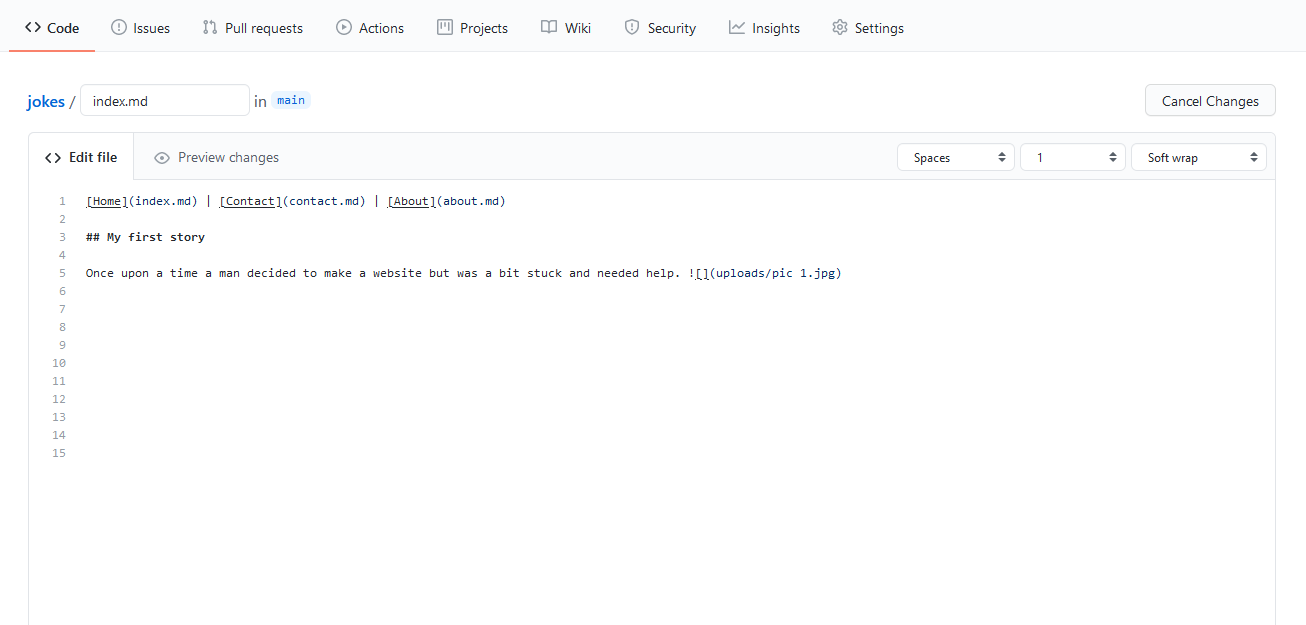 Code Issues Pull requests Actions Projects Wiki Security Insights Settings
jokes / index.md in main Cancel Changes
Edit file Preview changes Spaces 1 Soft wrap
1 [Home](index.md) | [Contact](contact.md) | [About](about.md)
2
3 ## My first story
4
5 Once upon a time a man decided to make a website but was a bit stuck and needed help. ![](uploads/pic 1.jpg)
6
7
8
9
10
11
12
13
14
15